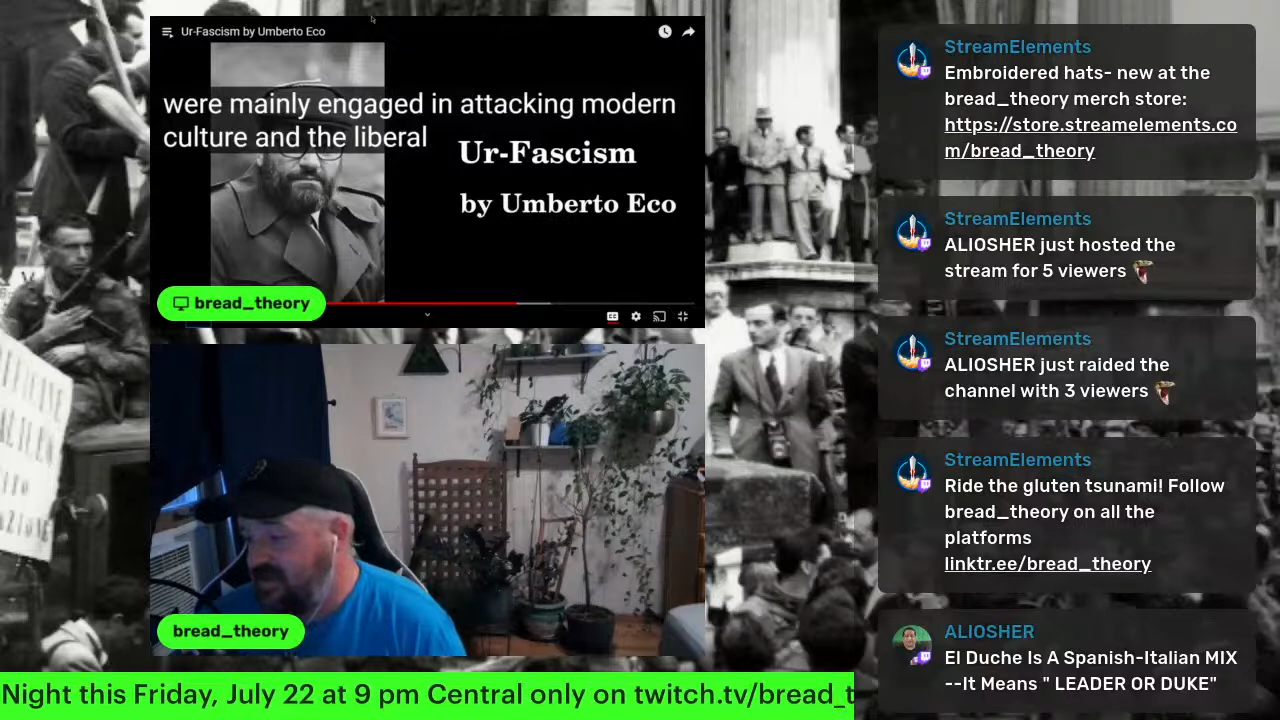 Ur-Fascism by Umberto Eco
were mainly engaged in attacking modern
culture and the liberal
Ur-Fascism
by Umberto Eco
bread_theory
bread_theory
Night this Friday, July 22 at 9 pm Central only on twitch.tv/bread_t
StreamElements
Embroidered hats- new at the
bread_theory merch store:
https://store.streamelements.co
m/bread_theory
StreamElements
ALIOSHER just hosted the
stream for 5 viewers
StreamElements
ALIOSHER just raided the
channel with 3 viewers
StreamElements
Ride the gluten tsunami! Follow
bread_theory on all the
platforms
linktr.ee/bread_theory
ALIOSHER
El Duche Is A Spanish-Italian MIX
--It Means " LEADER OR DUKE"